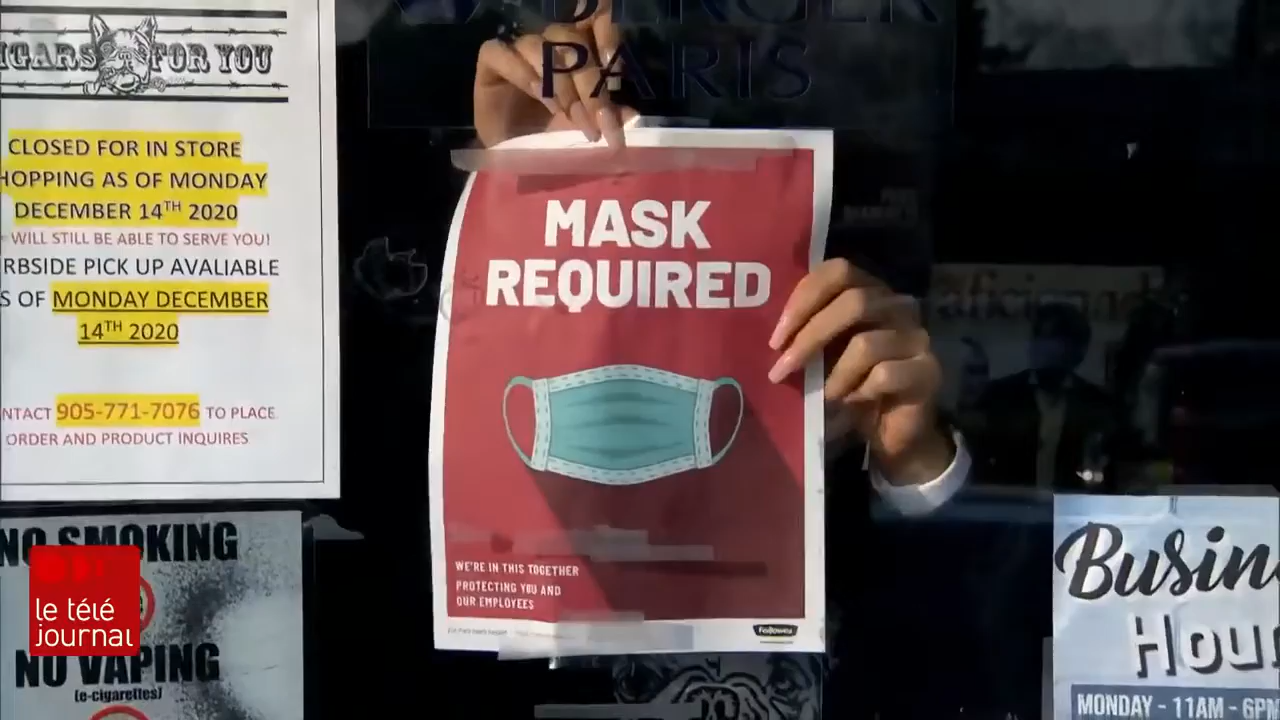 IGARS FOR YOU
CLOSED FOR IN STORE
HOPPING AS OF MONDAY
DECEMBER 14TH 2020
WILL STILL BE ABLE TO SERVE YOU!
RBSIDE PICK UP AVALIABLE
S OF MONDAY DECEMBER
14TH 2020
NTACT 905-771-7076 TO PLACE
ORDER AND PRODUCT INQUIRES
NO SMOKING
NO VAPING
(e-cigarettes)
le télé
journal
BERGER
PARIS
MASK
REQUIRED
WE'RE IN THIS TOGETHER
PROTECTING YOU AND
OUR EMPLOYEES
Fellowes
aficionado
Busin
Hou
MONDAY - 11AM - 6PM